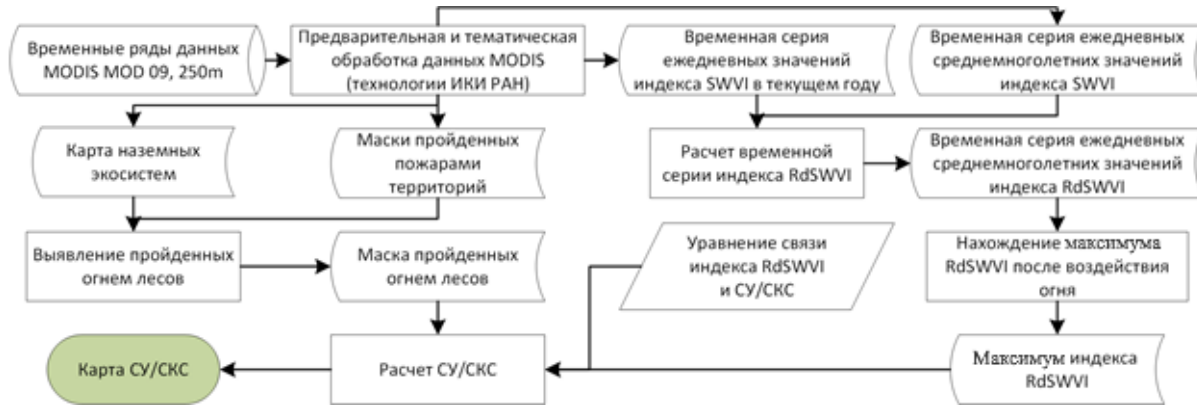 Временные ряды данных
MODIS MOD 09, 250m
Предварительная и тематическая
обработка данных MODIS
(технологии ИКИ РАН)
Временная серия
ежедневных значений
индекса SWVI в текущем году
Временная серия ежедневных
среднемноголетних значений
индекса SWVI
Карта наземных
экосистем
Маски пройденных
пожарами
территорий
Расчет временной
серии индекса RdSWVI
Временная серия ежедневных
среднемноголетних значений
индекса RdSWVI
Выявление пройденных
огнем лесов
Маска пройденных
огнем лесов
Уравнение связи
индекса RdSWVI
и СУ/СКС
Нахождение максимума
RdSWVI после воздействия
огня
Карта СУ/СКС
Расчет СУ/СКС
Максимум индекса
RdSWVI